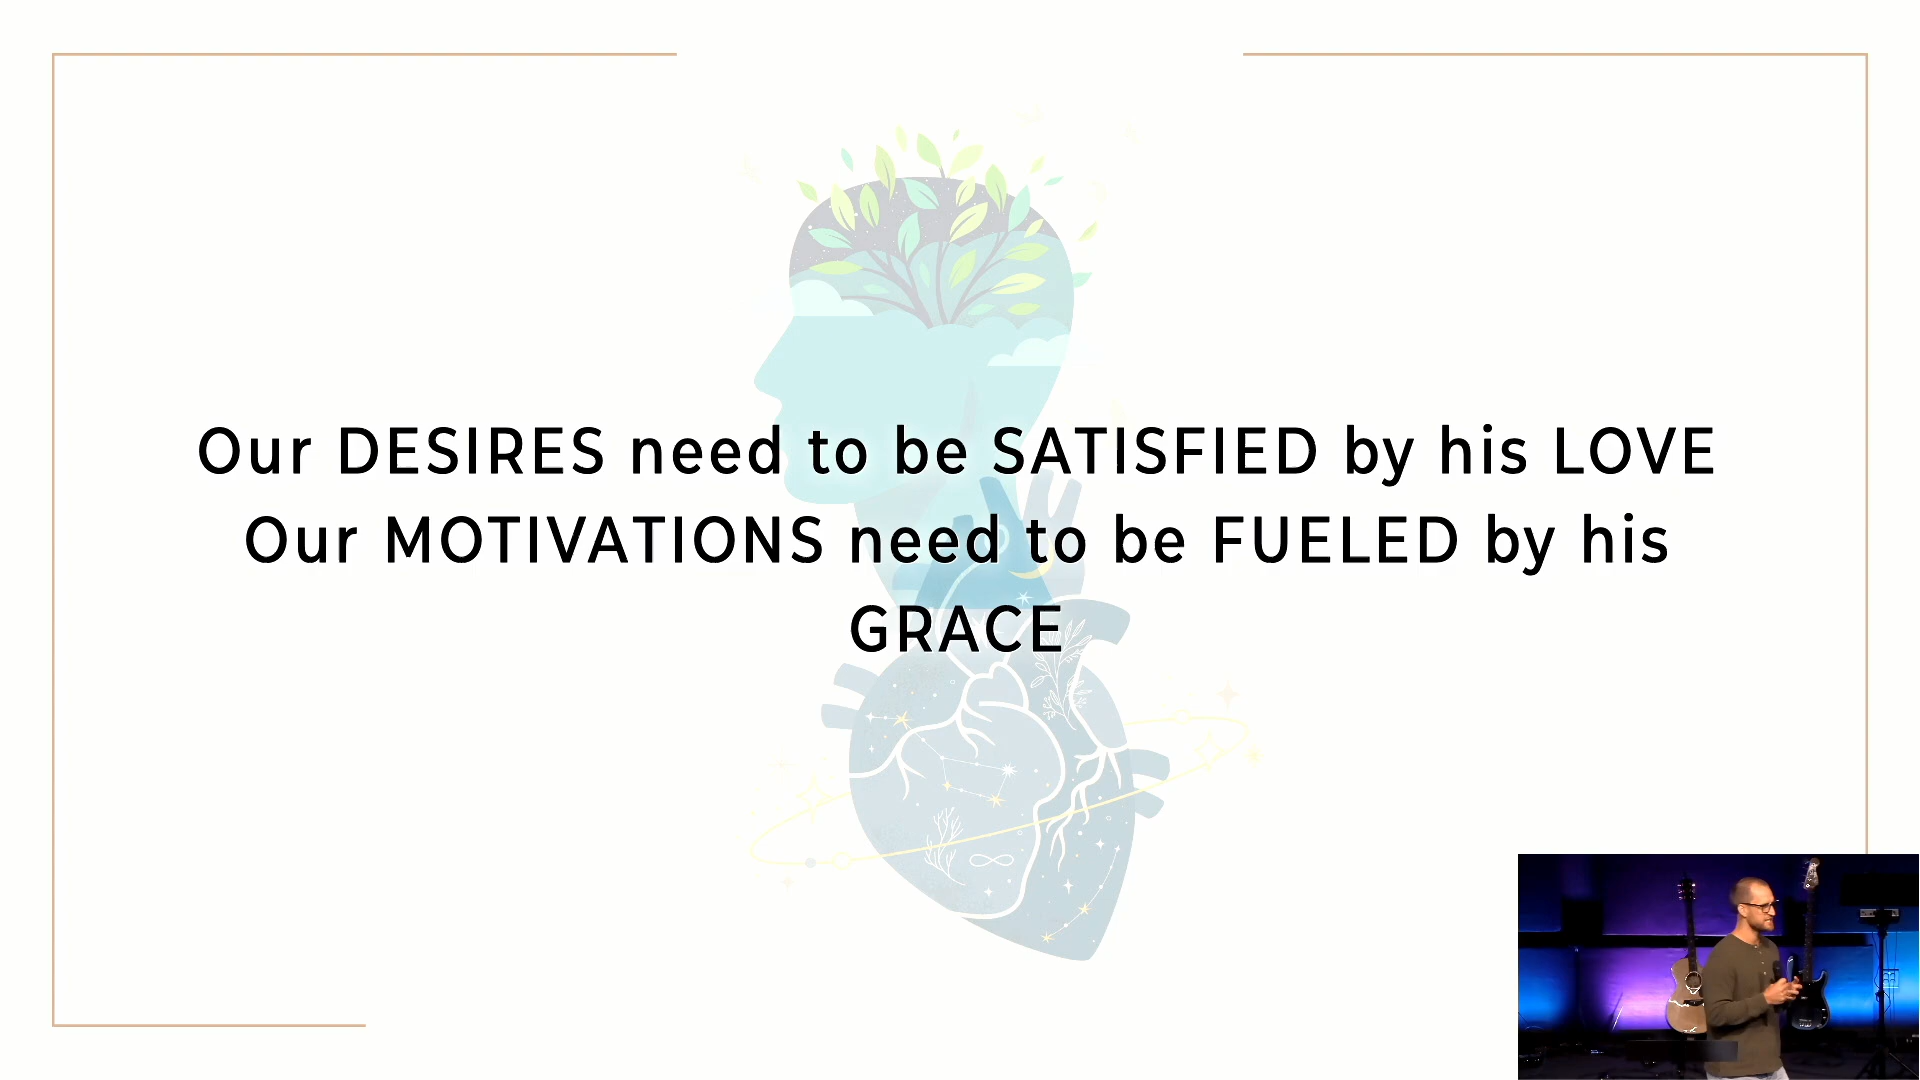 Our DESIRES need to be SATISFIED by his LOVE
Our MOTIVATIONS need to be FUELED by his
GRACE